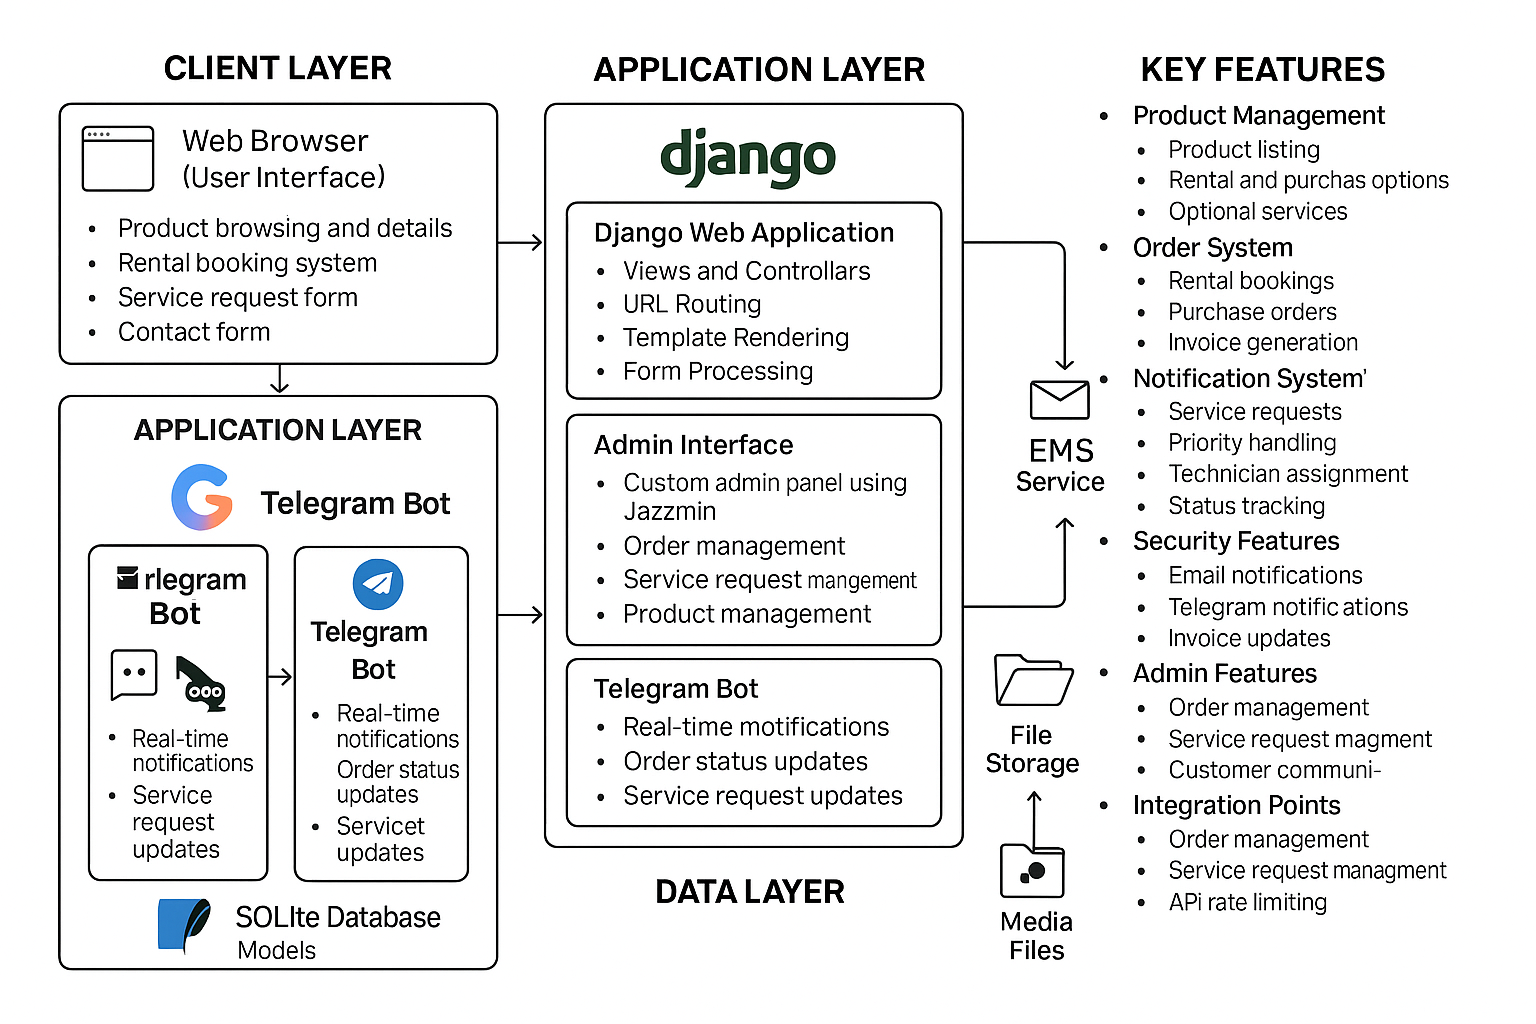 CLIENT LAYER
Web Browser
(User Interface)
• Product browsing and details
• Rental booking system
• Service request form
• Contact form
APPLICATION LAYER
G Telegram Bot
rlegram
Bot
• Real-time
notifications
• Service
request
updates
Telegram
Bot
• Real-time
notifications
Order status
updates
• Servicet
updates
SOLIte Database
Models
APPLICATION LAYER
django
Django Web Application
• Views and Controllars
• URL Routing
• Template Rendering
• Form Processing
Admin Interface
• Custom admin panel using
Jazzmin
• Order management
• Service request mangement
• Product management
Telegram Bot
• Real-time motifications
• Order status updates
• Service request updates
DATA LAYER
EMS
Service
File
Storage
Media
Files
KEY FEATURES
• Product Management
• Product listing
• Rental and purchas options
• Optional services
• Order System
• Rental bookings
• Purchase orders
• Invoice generation
• Notification System'
• Service requests
• Priority handling
• Technician assignment
• Status tracking
• Security Features
• Email notifications
• Telegram notific ations
• Invoice updates
• Admin Features
• Order management
• Service request magment
• Customer communi-
• Integration Points
• Order management
• Service request managment
• APi rate limiting